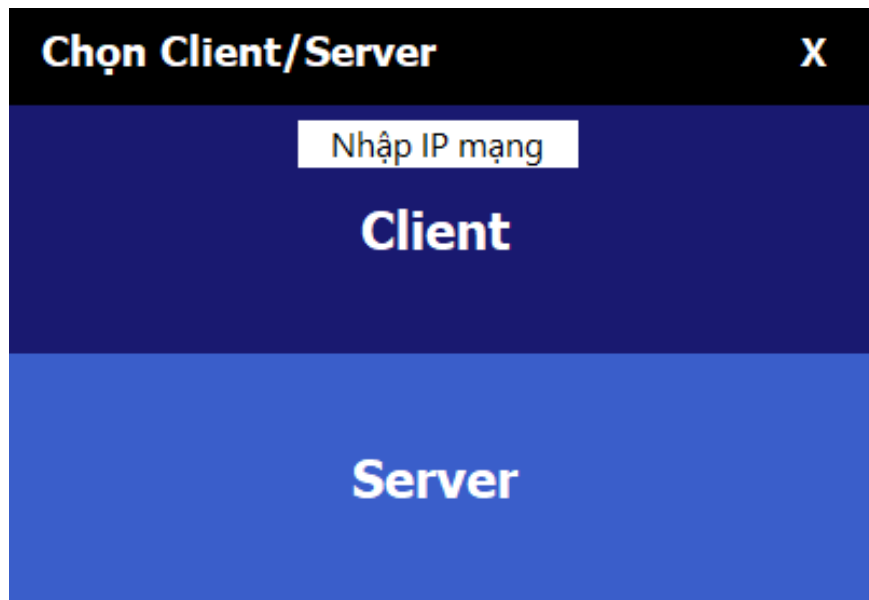 Chọn Client/Server X
Nhập IP mạng
Client
Server